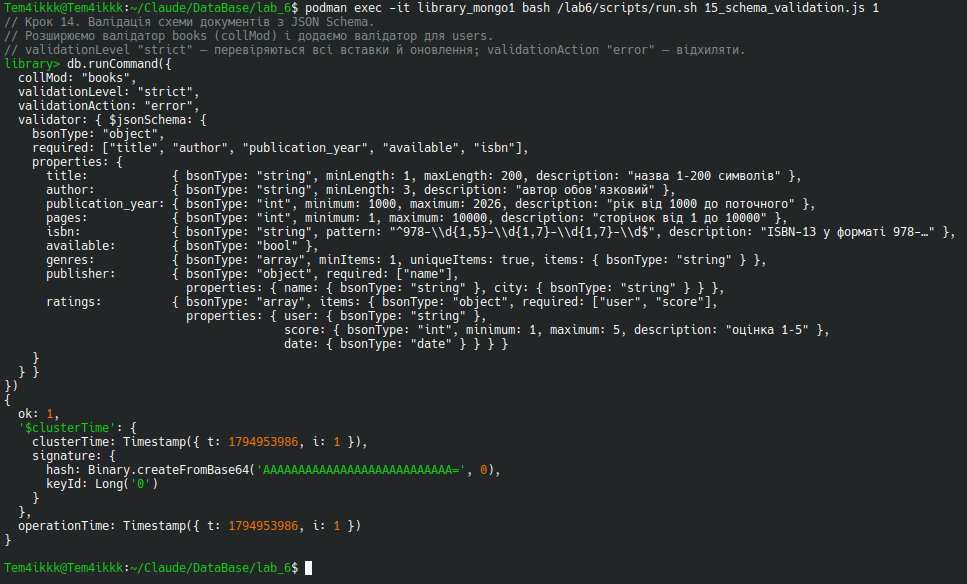 Tem4ikkk@Tem4ikkk:~/Claude/DataBase/lab_6$ podman exec -it library_mongo1 bash /lab6/scripts/run.sh 15_schema_validation.js 1
// Крок 14. Валідація схеми документів з JSON Schema.
// Розширюємо валідатор books (collMod) і додаємо валідатор для users.
// validationLevel "strict" — перевіряються всі вставки й оновлення; validationAction "error" — відхиляти.
library> db.runCommand({
  collMod: "books",
  validationLevel: "strict",
  validationAction: "error",
  validator: { $jsonSchema: {
    bsonType: "object",
    required: ["title", "author", "publication_year", "available", "isbn"],
    properties: {
      title:            { bsonType: "string", minLength: 1, maxLength: 200, description: "назва 1-200 символів" },
      author:           { bsonType: "string", minLength: 3, description: "автор обов'язковий" },
      publication_year: { bsonType: "int", minimum: 1000, maximum: 2026, description: "рік від 1000 до поточного" },
      pages:            { bsonType: "int", minimum: 1, maximum: 10000, description: "сторінок від 1 до 10000" },
      isbn:             { bsonType: "string", pattern: "^978-\\d{1,5}-\\d{1,7}-\\d{1,7}-\\d$", description: "ISBN-13 у форматі 978-…" },
      available:        { bsonType: "bool" },
      genres:           { bsonType: "array", minItems: 1, uniqueItems: true, items: { bsonType: "string" } },
      publisher:        { bsonType: "object", required: ["name"],
                          properties: { name: { bsonType: "string" }, city: { bsonType: "string" } } },
      ratings:          { bsonType: "array", items: { bsonType: "object", required: ["user", "score"],
                          properties: { user: { bsonType: "string" },
                                        score: { bsonType: "int", minimum: 1, maximum: 5, description: "оцінка 1-5" },
                                        date: { bsonType: "date" } } } }
    }
  } }
})
{
  ok: 1,
  '$clusterTime': {
    clusterTime: Timestamp({ t: 1794953986, i: 1 }),
    signature: {
      hash: Binary.createFromBase64('AAAAAAAAAAAAAAAAAAAAAAAAAAA=', 0),
      keyId: Long('0')
    }
  },
  operationTime: Timestamp({ t: 1794953986, i: 1 })
}
Tem4ikkk@Tem4ikkk:~/Claude/DataBase/lab_6$